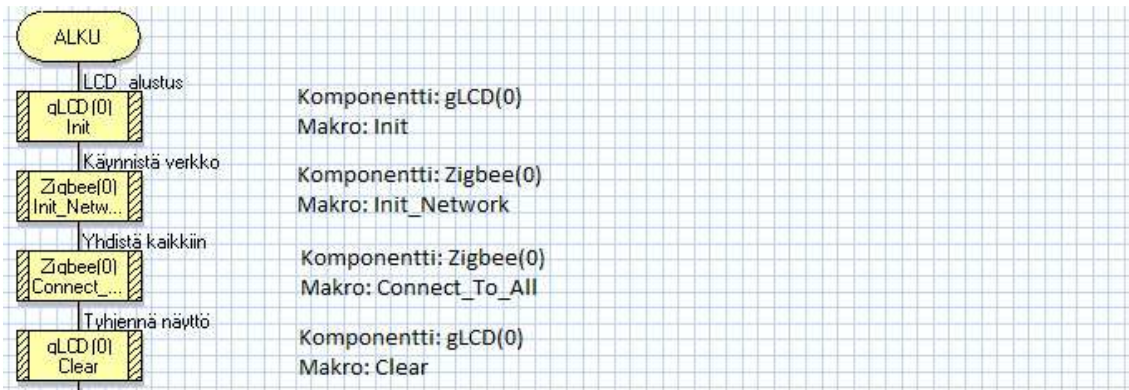 ALKU
LCD alustus
gLCD(0)
Init
Komponentti: gLCD(0)
Makro: Init
Käynnistä verkko
Zigbee(0)
Init_Netw...
Komponentti: Zigbee(0)
Makro: Init_Network
Yhdistä kaikkiin
Zigbee(0)
Connect_...
Komponentti: Zigbee(0)
Makro: Connect_To_All
Tyhjennä näyttö
gLCD(0)
Clear
Komponentti: gLCD(0)
Makro: Clear